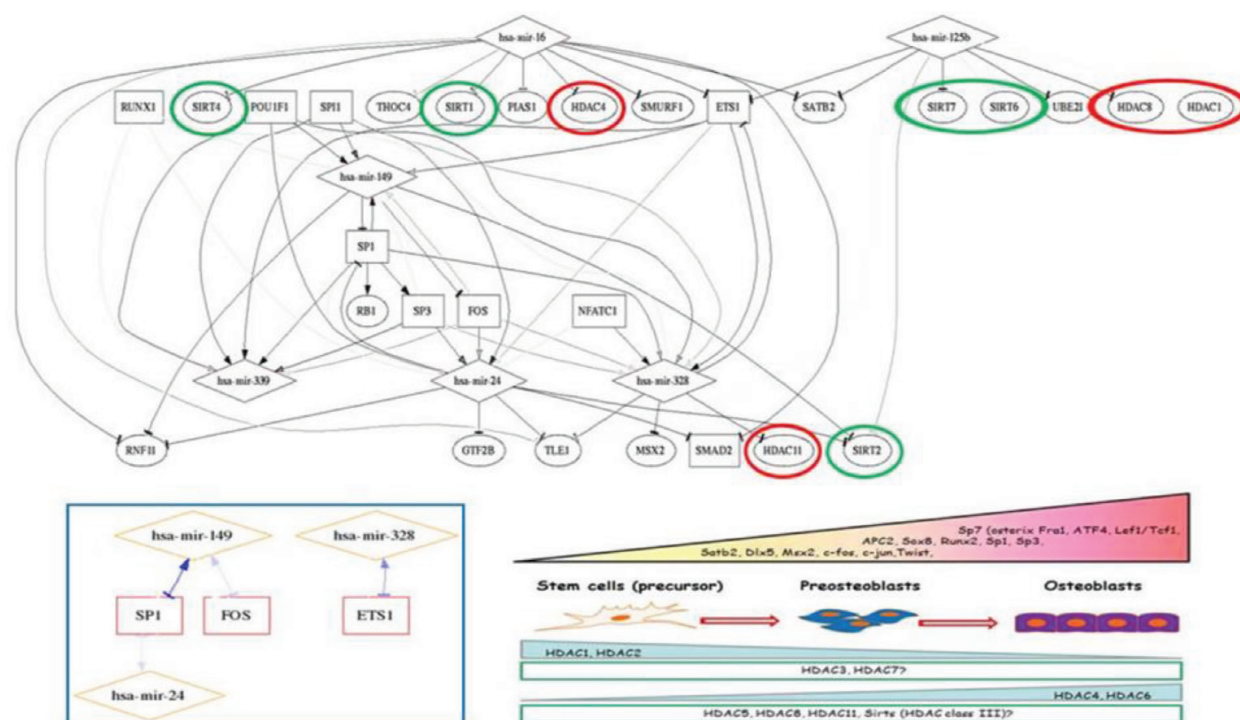 hsa-mir-16 hsa-mir-125b
RUNX1 SIRT4 POU1F1 SPI1 THOC4 SIRT1 PIAS1 HDAC4 SMURF1 ETS1 SATB2 SIRT7 SIRT6 UBE2I HDAC8 HDAC1
hsa-mir-149
SP1
RB1 SP3 FOS NFATC1
hsa-mir-339 hsa-mir-24 hsa-mir-328
RNF11 GTF2B TLE1 MSX2 SMAD2 HDAC11 SIRT2
hsa-mir-149 hsa-mir-328
SP1 FOS ETS1
hsa-mir-24
Sp7 (osterix Fra1, ATF4, Lef1/Tcf1,
APC2, Sox8, Runx2, Sp1, Sp3,
Satb2, Dlx5, Msx2, c-fos, c-jun,Twist,
Stem cells (precursor) Preosteoblasts Osteoblasts
HDAC1, HDAC2
HDAC3, HDAC7?
HDAC4, HDAC6
HDAC5, HDAC8, HDAC11, Sirts (HDAC class III)?